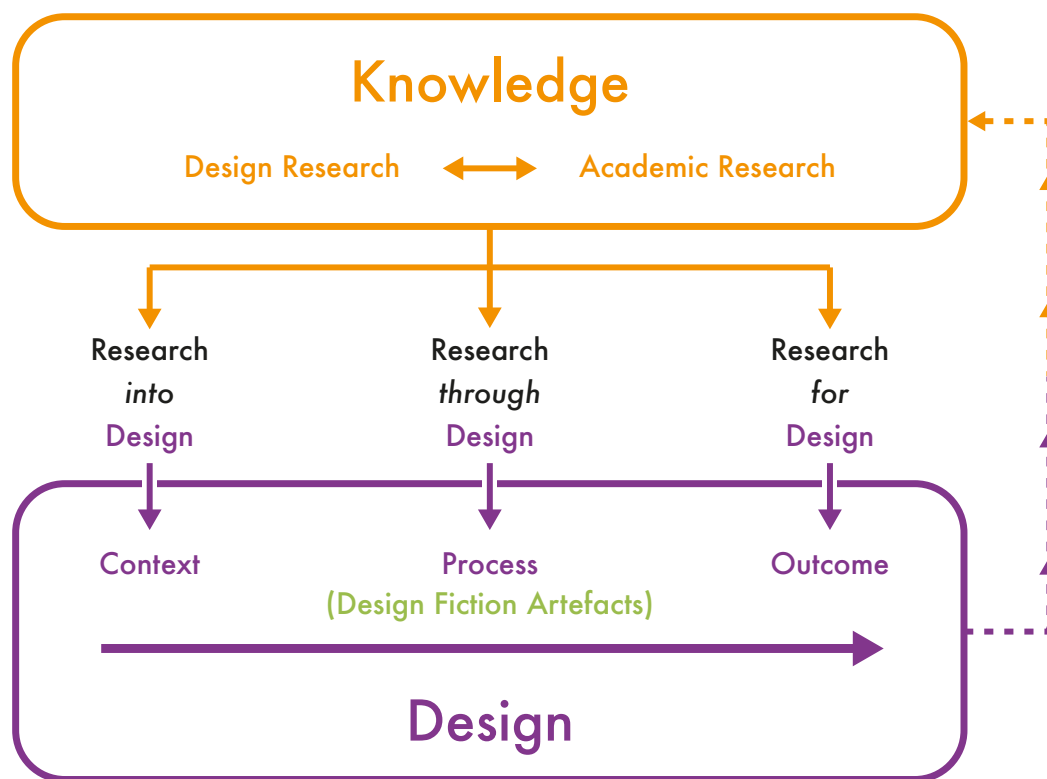 Knowledge
Design Research
Academic Research
Research
into
Design
Research
through
Design
Research
for
Design
Context
Process
Outcome
(Design Fiction Artefacts)
Design